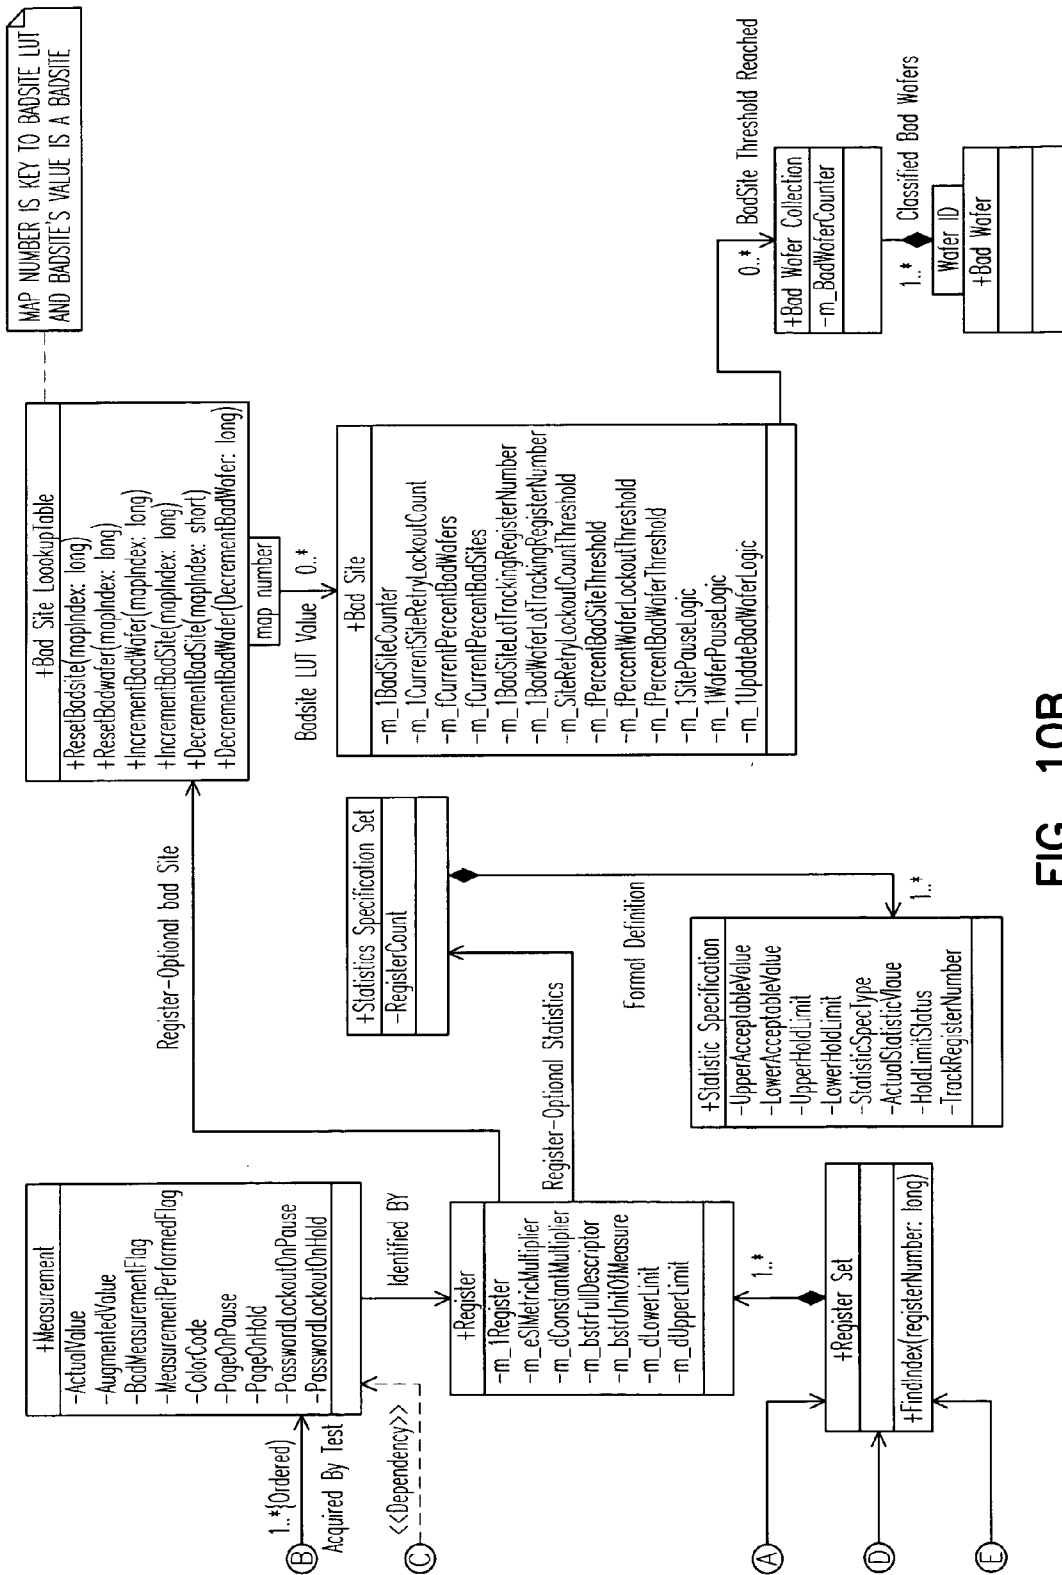 MAP NUMBER IS KEY TO BADSITE LUT
AND BADSITE'S VALUE IS A BADSITE
+Measurement
-ActualValue
-AugmentedValue
-BadMeasurementFlag
-MeasurementPerformedFlag
-ColorCode
-PageOnPause
-PageOnHold
-PasswordLockoutOnPause
-PasswordLockoutOnHold
B
1..*{Ordered}
Acquired By Test
C
<<Dependency>>
Identified BY
Register-Optional bad Site
+Bad Site LookupTable
+ResetBadsite(mapIndex: long)
+ResetBadwafer(mapIndex: long)
+IncrementBadWafer(mapIndex: long)
+IncrementBadSite(mapIndex: long)
+DecrementBadSite(mapIndex: short)
+DecrementBadWafer(DecrementBadWafer: long)
map number
Badsite LUT Value
0..*
+Bad Site
-m_1BadSiteCounter
-m_1CurrentSiteRetryLockoutCount
-m_fCurrentPercentBadWafers
-m_fCurrentPercentBadSites
-m_1BadSiteLotTrackingRegisterNumber
-m_1BadWaferLotTrackingRegisterNumber
-m_SiteRetryLockoutCountThreshold
-m_fPercentBadSiteThreshold
-m_fPercentWaferLockoutThreshold
-m_fPercentBadWaferThreshold
-m_1SitePauseLogic
-m_1WaferPauseLogic
-m_1UpdateBadWaferLogic
+Statistics Specification Set
-RegisterCount
+Register
-m_1Register
-m_eSIMetricMultiplier
-m_dConstantMultiplier
-m_bstrFullDescriptor
-m_bstrUnitOfMeasure
-m_dLowerLinit
-m_dUpperLimit
Register-Optional Statistics
Formal Definition
1..*
+Statistic Specification
-UpperAcceptableValue
-LowerAcceptableValue
-UpperHoldLimit
-LowerHoldLimit
-StatisticSpecType
-ActualStatisticVlaue
-HoldLimitStatus
-TrackRegisterNumber
0..*
BadSite Threshold Reached
+Bad Wafer Collection
-m_BadWaferCounter
1..*
Classified Bad Wafers
Wafer ID
+Bad Wafer
1..*
+Register Set
+FindIndex(registerNumber: long)
A
D
E
FIG. 10B